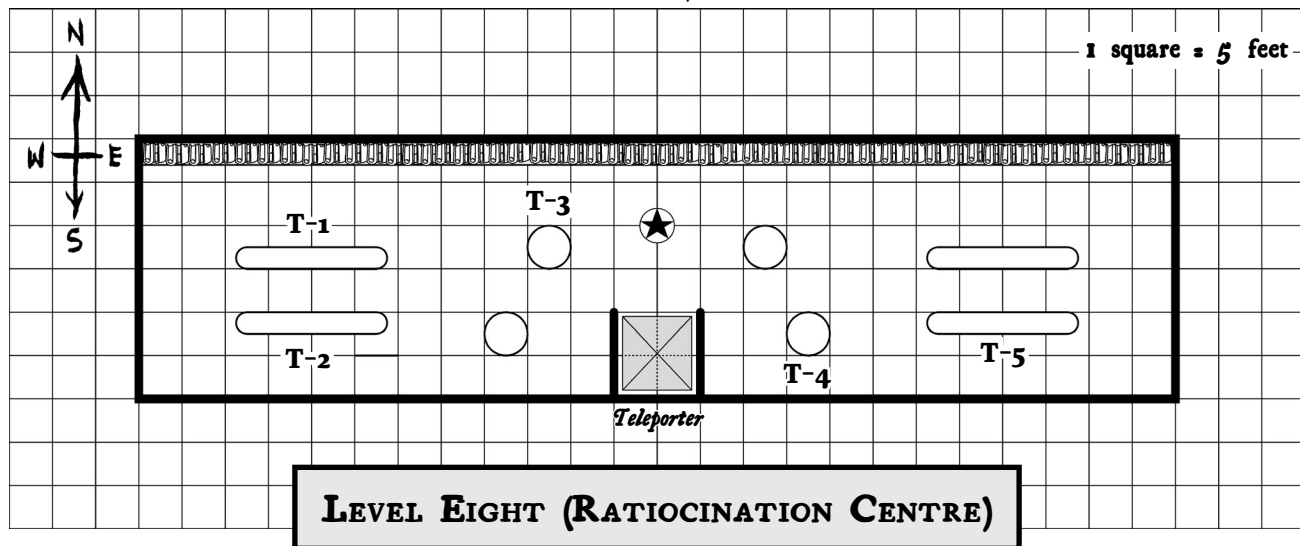 N
1 square = 5 feet
W E
S
T-3
T-1
T-2
T-5
T-4
Teleporter
Level Eight (Ratiocination Centre)